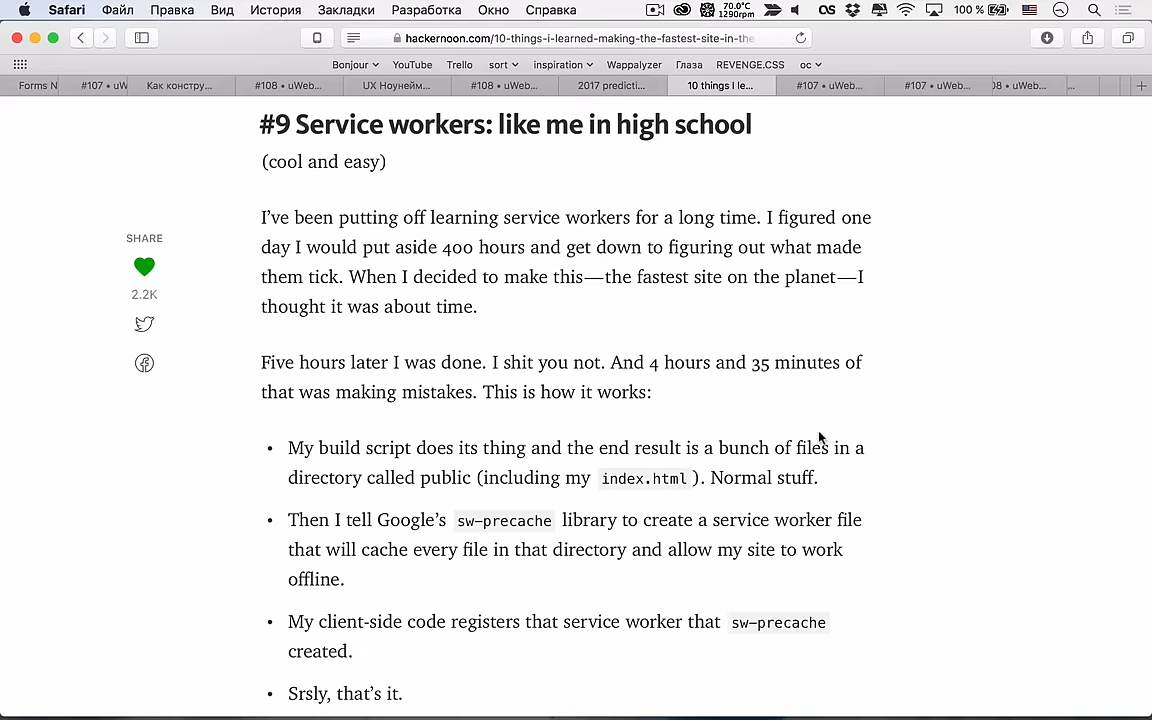 Safari Файл Правка Вид История Закладки Разработка Окно Справка 70.0°C 1290rpm 100 %
hackernoon.com/10-things-i-learned-making-the-fastest-site-in-the
Bonjour YouTube Trello sort inspiration Wappalyzer Глаза REVENGE.CSS oc
Forms N #107 • uW Как констру... #108 • uWeb... UX Ноунейм... #108 • uWeb... 2017 predicti... 10 things I le... #107 • uWeb... #107 • uWeb... 08 • uWeb... ...
#9 Service workers: like me in high school
(cool and easy)
I’ve been putting off learning service workers for a long time. I figured one
day I would put aside 400 hours and get down to figuring out what made
them tick. When I decided to make this—the fastest site on the planet—I
thought it was about time.
SHARE
2.2K
Five hours later I was done. I shit you not. And 4 hours and 35 minutes of
that was making mistakes. This is how it works:
• My build script does its thing and the end result is a bunch of files in a
directory called public (including my index.html). Normal stuff.
• Then I tell Google’s sw-precache library to create a service worker file
that will cache every file in that directory and allow my site to work
offline.
• My client-side code registers that service worker that sw-precache
created.
• Srsly, that’s it.